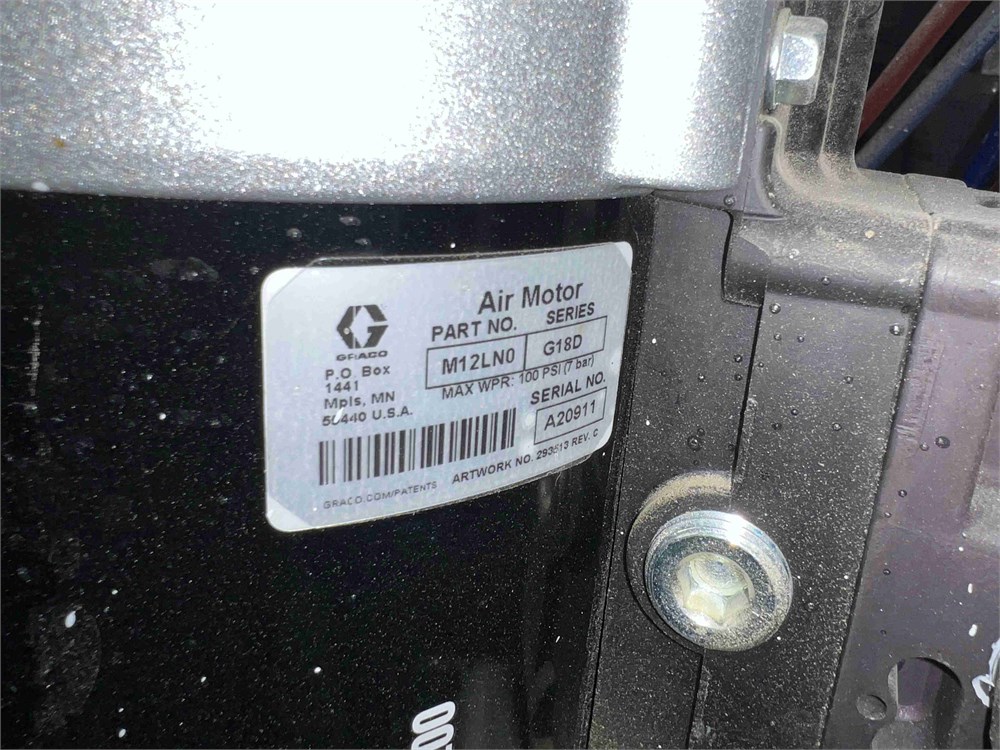 Air Motor
GRACO
P.O. Box
1441
Mpls, MN
55440 U.S.A.
PART NO. SERIES
M12LN0 G18D
MAX WPR: 100 PSI (7 bar)
SERIAL NO.
A20911
ARTWORK NO. 293513 REV. C
GRACO.COM/PATENTS
00